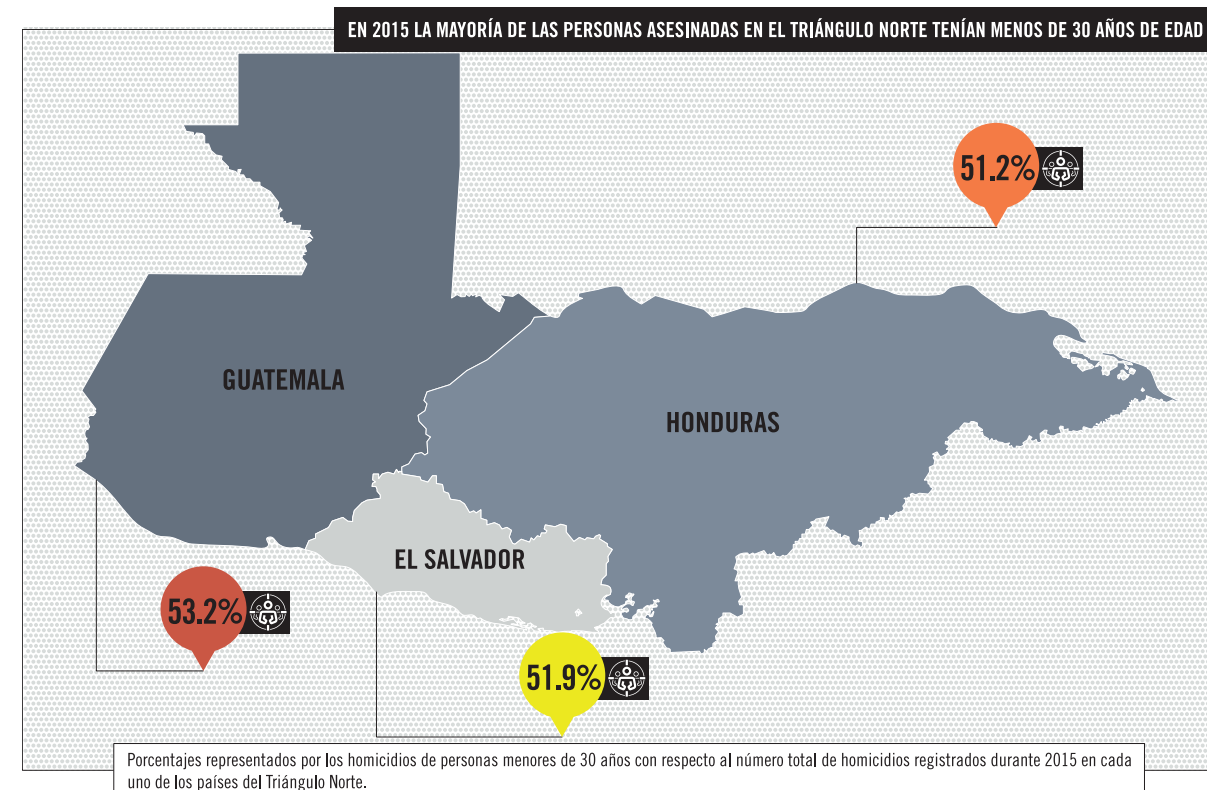 EN 2015 LA MAYORÍA DE LAS PERSONAS ASESINADAS EN EL TRIÁNGULO NORTE TENÍAN MENOS DE 30 AÑOS DE EDAD
51.2%
GUATEMALA
HONDURAS
EL SALVADOR
53.2%
51.9%
Porcentajes representados por los homicidios de personas menores de 30 años con respecto al número total de homicidios registrados durante 2015 en cada
uno de los países del Triángulo Norte.